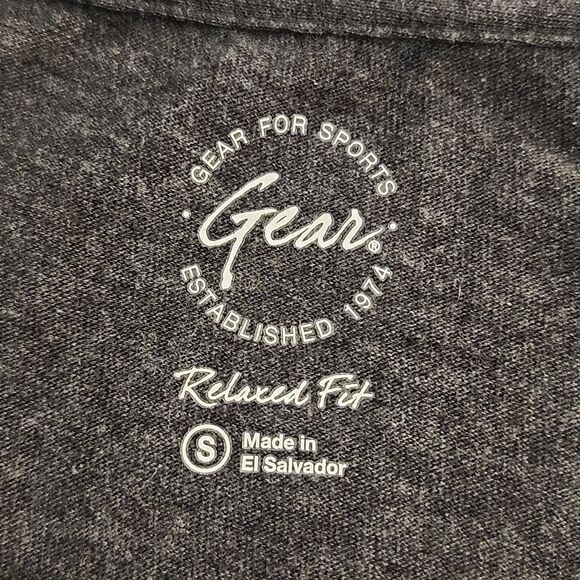 GEAR FOR SPORTS
Gear®
ESTABLISHED 1974
Relaxed Fit
S
Made in
El Salvador